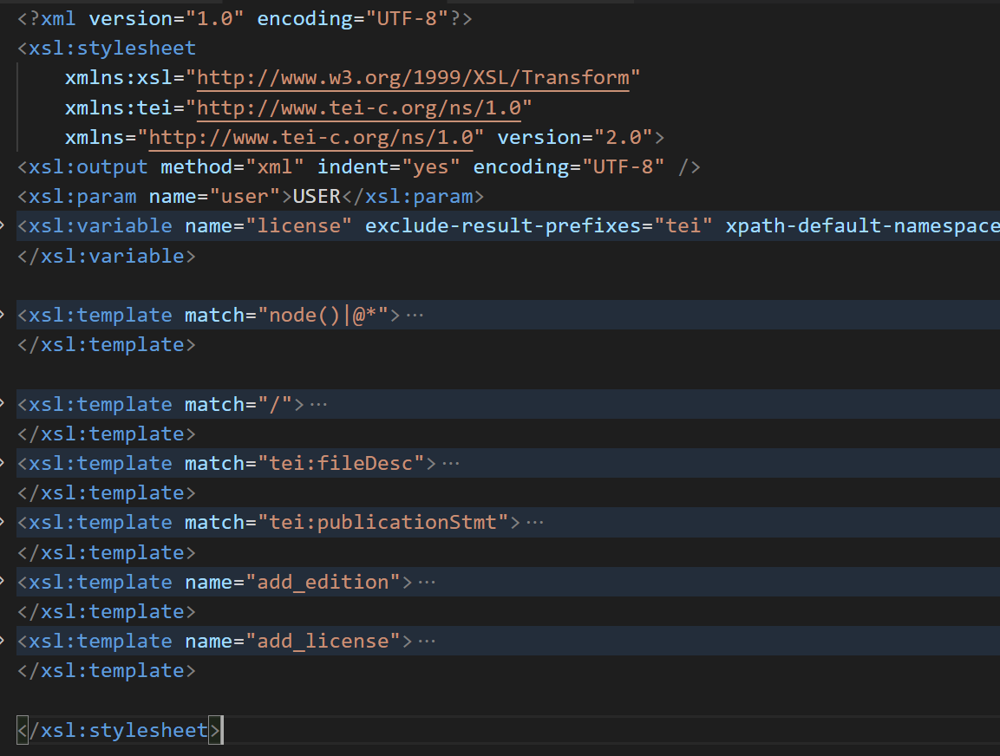 <?xml version="1.0" encoding="UTF-8"?>
<xsl:stylesheet
xmlns:xsl="http://www.w3.org/1999/XSL/Transform"
xmlns:tei="http://www.tei-c.org/ns/1.0"
xmlns="http://www.tei-c.org/ns/1.0" version="2.0">
<xsl:output method="xml" indent="yes" encoding="UTF-8" />
<xsl:param name="user">USER</xsl:param>
<xsl:variable name="license" exclude-result-prefixes="tei" xpath-default-namespace
</xsl:variable>
<xsl:template match="node()|@*">···
</xsl:template>
<xsl:template match="/">···
</xsl:template>
<xsl:template match="tei:fileDesc">···
</xsl:template>
<xsl:template match="tei:publicationStmt">···
</xsl:template>
<xsl:template name="add_edition">···
</xsl:template>
<xsl:template name="add_license">···
</xsl:template>
</xsl:stylesheet>